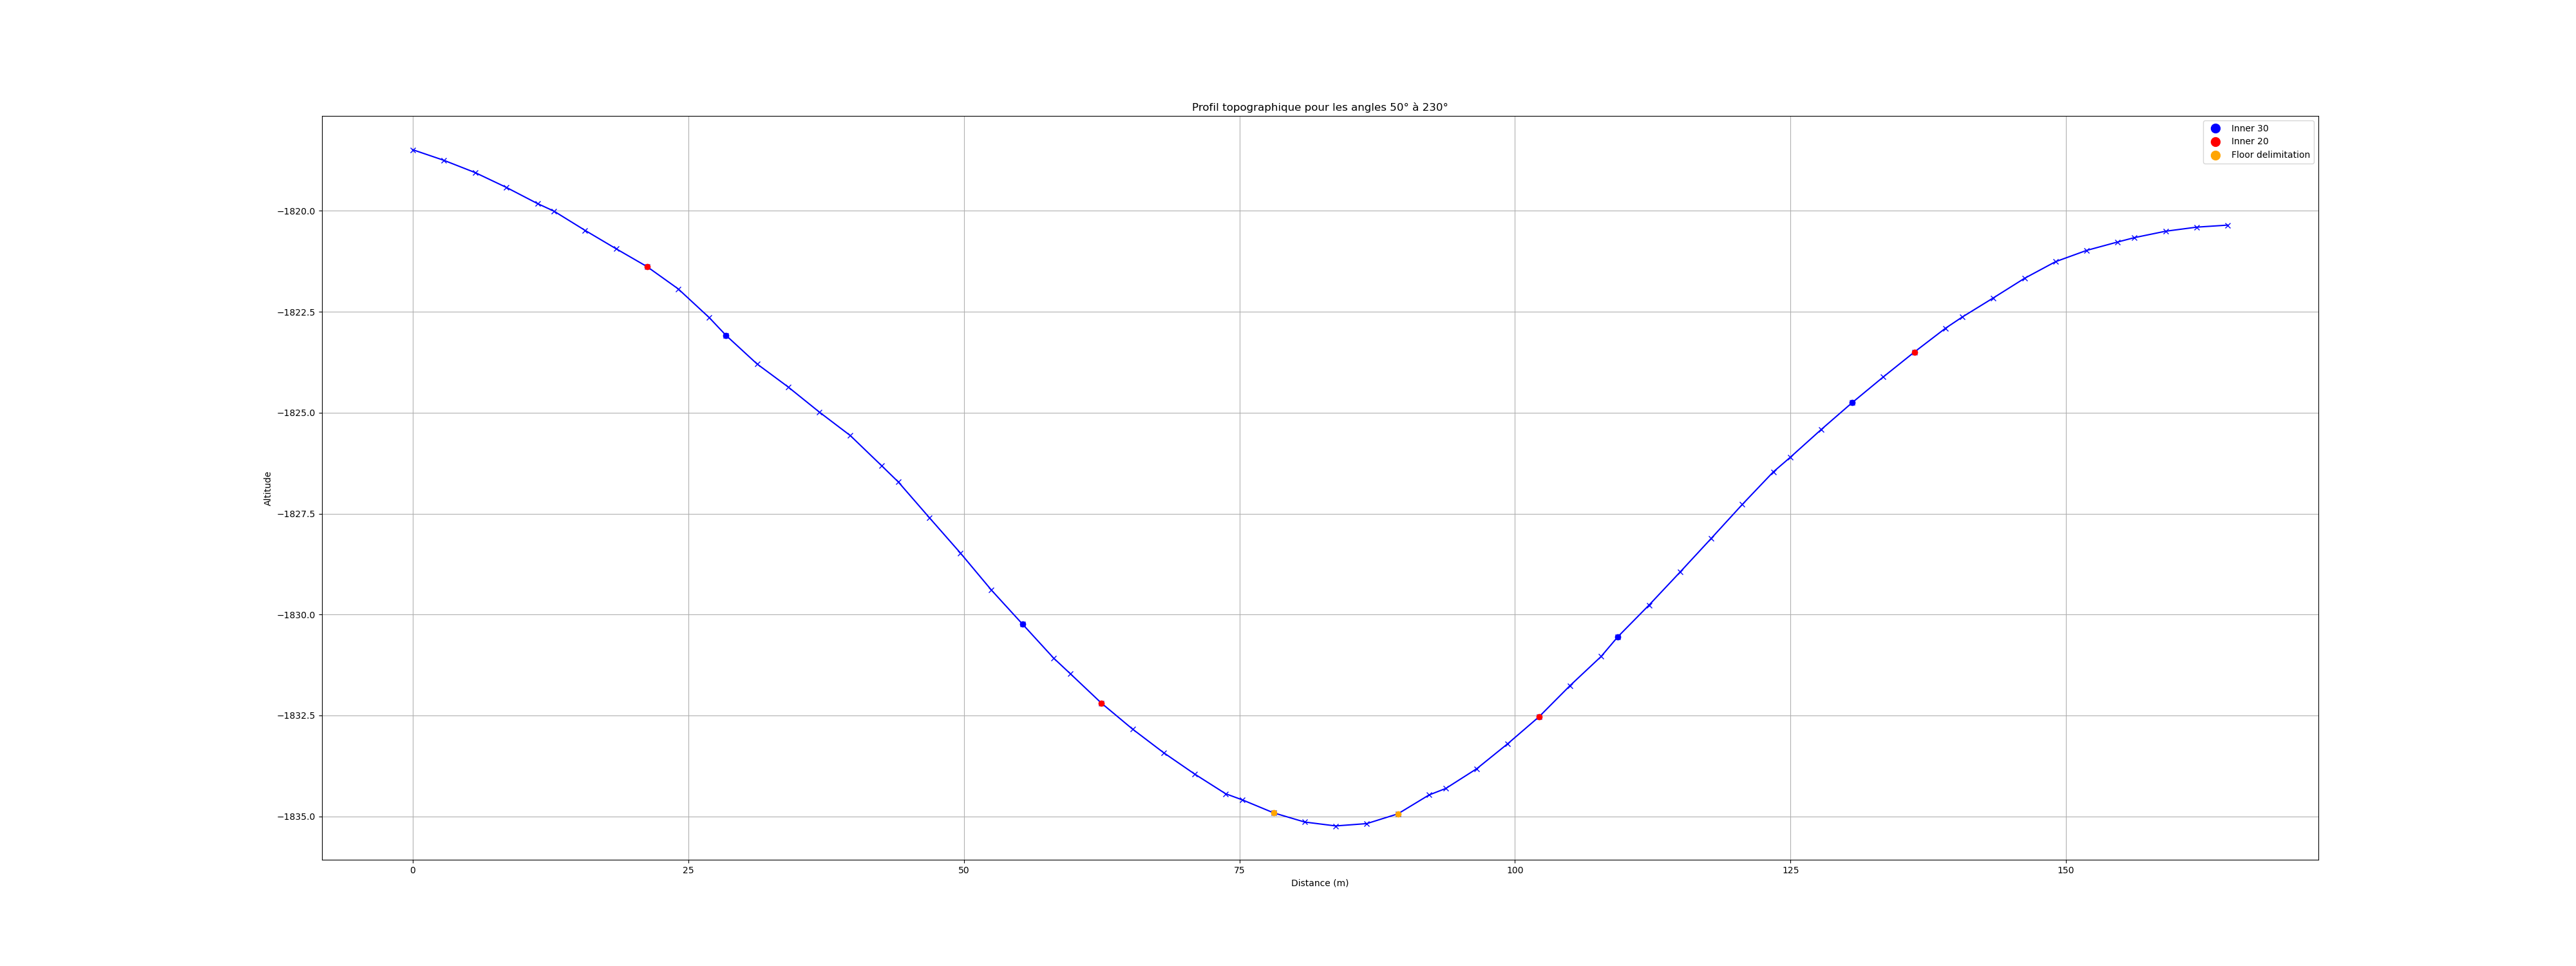 Profil topographique pour les angles 50° à 230°
Inner 30
Inner 20
Floor delimitation
−1820.0
−1822.5
−1825.0
−1827.5
−1830.0
−1832.5
−1835.0
Altitude
0 25 50 75 100 125 150
Distance (m)